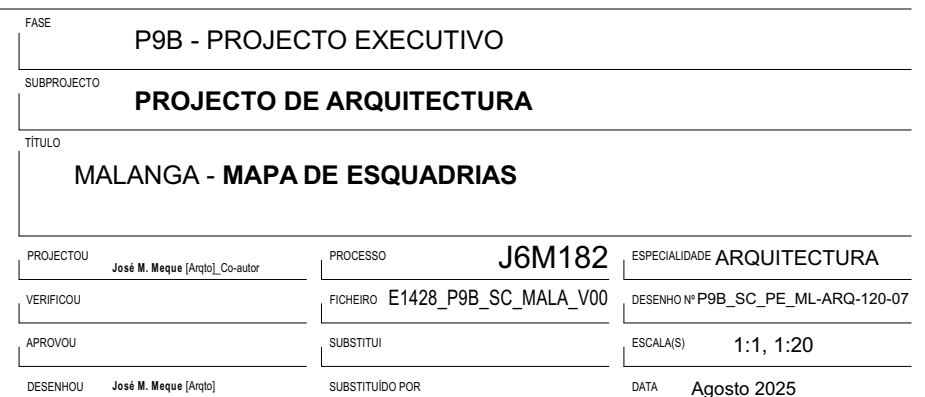 FASE
P9B - PROJECTO EXECUTIVO
SUBPROJECTO
PROJECTO DE ARQUITECTURA
TÍTULO
MALANGA - MAPA DE ESQUADRIAS
PROJECTOU José M. Meque [Arqto]_Co-autor
PROCESSO J6M182
ESPECIALIDADE ARQUITECTURA
VERIFICOU
FICHEIRO E1428_P9B_SC_MALA_V00
DESENHO Nº P9B_SC_PE_ML-ARQ-120-07
APROVOU
SUBSTITUI
ESCALA(S) 1:1, 1:20
DESENHOU José M. Meque [Arqto]
SUBSTITUÍDO POR
DATA Agosto 2025